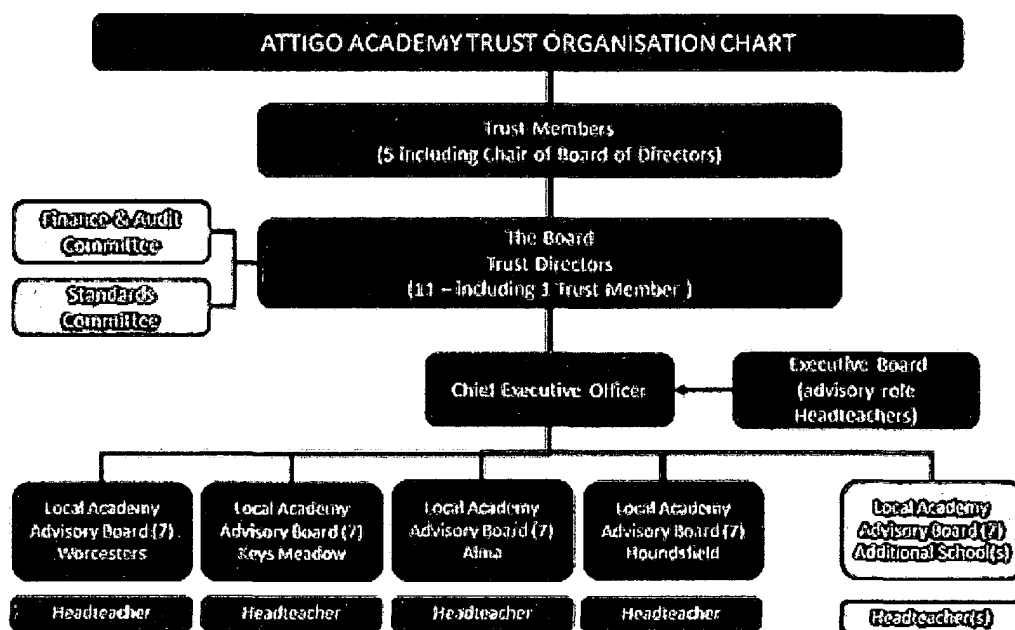 ATTIGO ACADEMY TRUST ORGANISATION CHART
Trust Members
(5 including Chair of Board of Directors)
Finance & Audit
Committee
Standards
Committee
The Board
Trust Directors
(11 – including 1 Trust Member )
Chief Executive Officer
Executive Board
(advisory role
Headteachers)
Local Academy
Advisory Board (7)
Worcesters
Local Academy
Advisory Board (7)
Keys Meadow
Local Academy
Advisory Board (7)
Alma
Local Academy
Advisory Board (7)
Houndsfield
Local Academy
Advisory Board (7)
Additional School(s)
Headteacher
Headteacher
Headteacher
Headteacher
Headteacher(s)